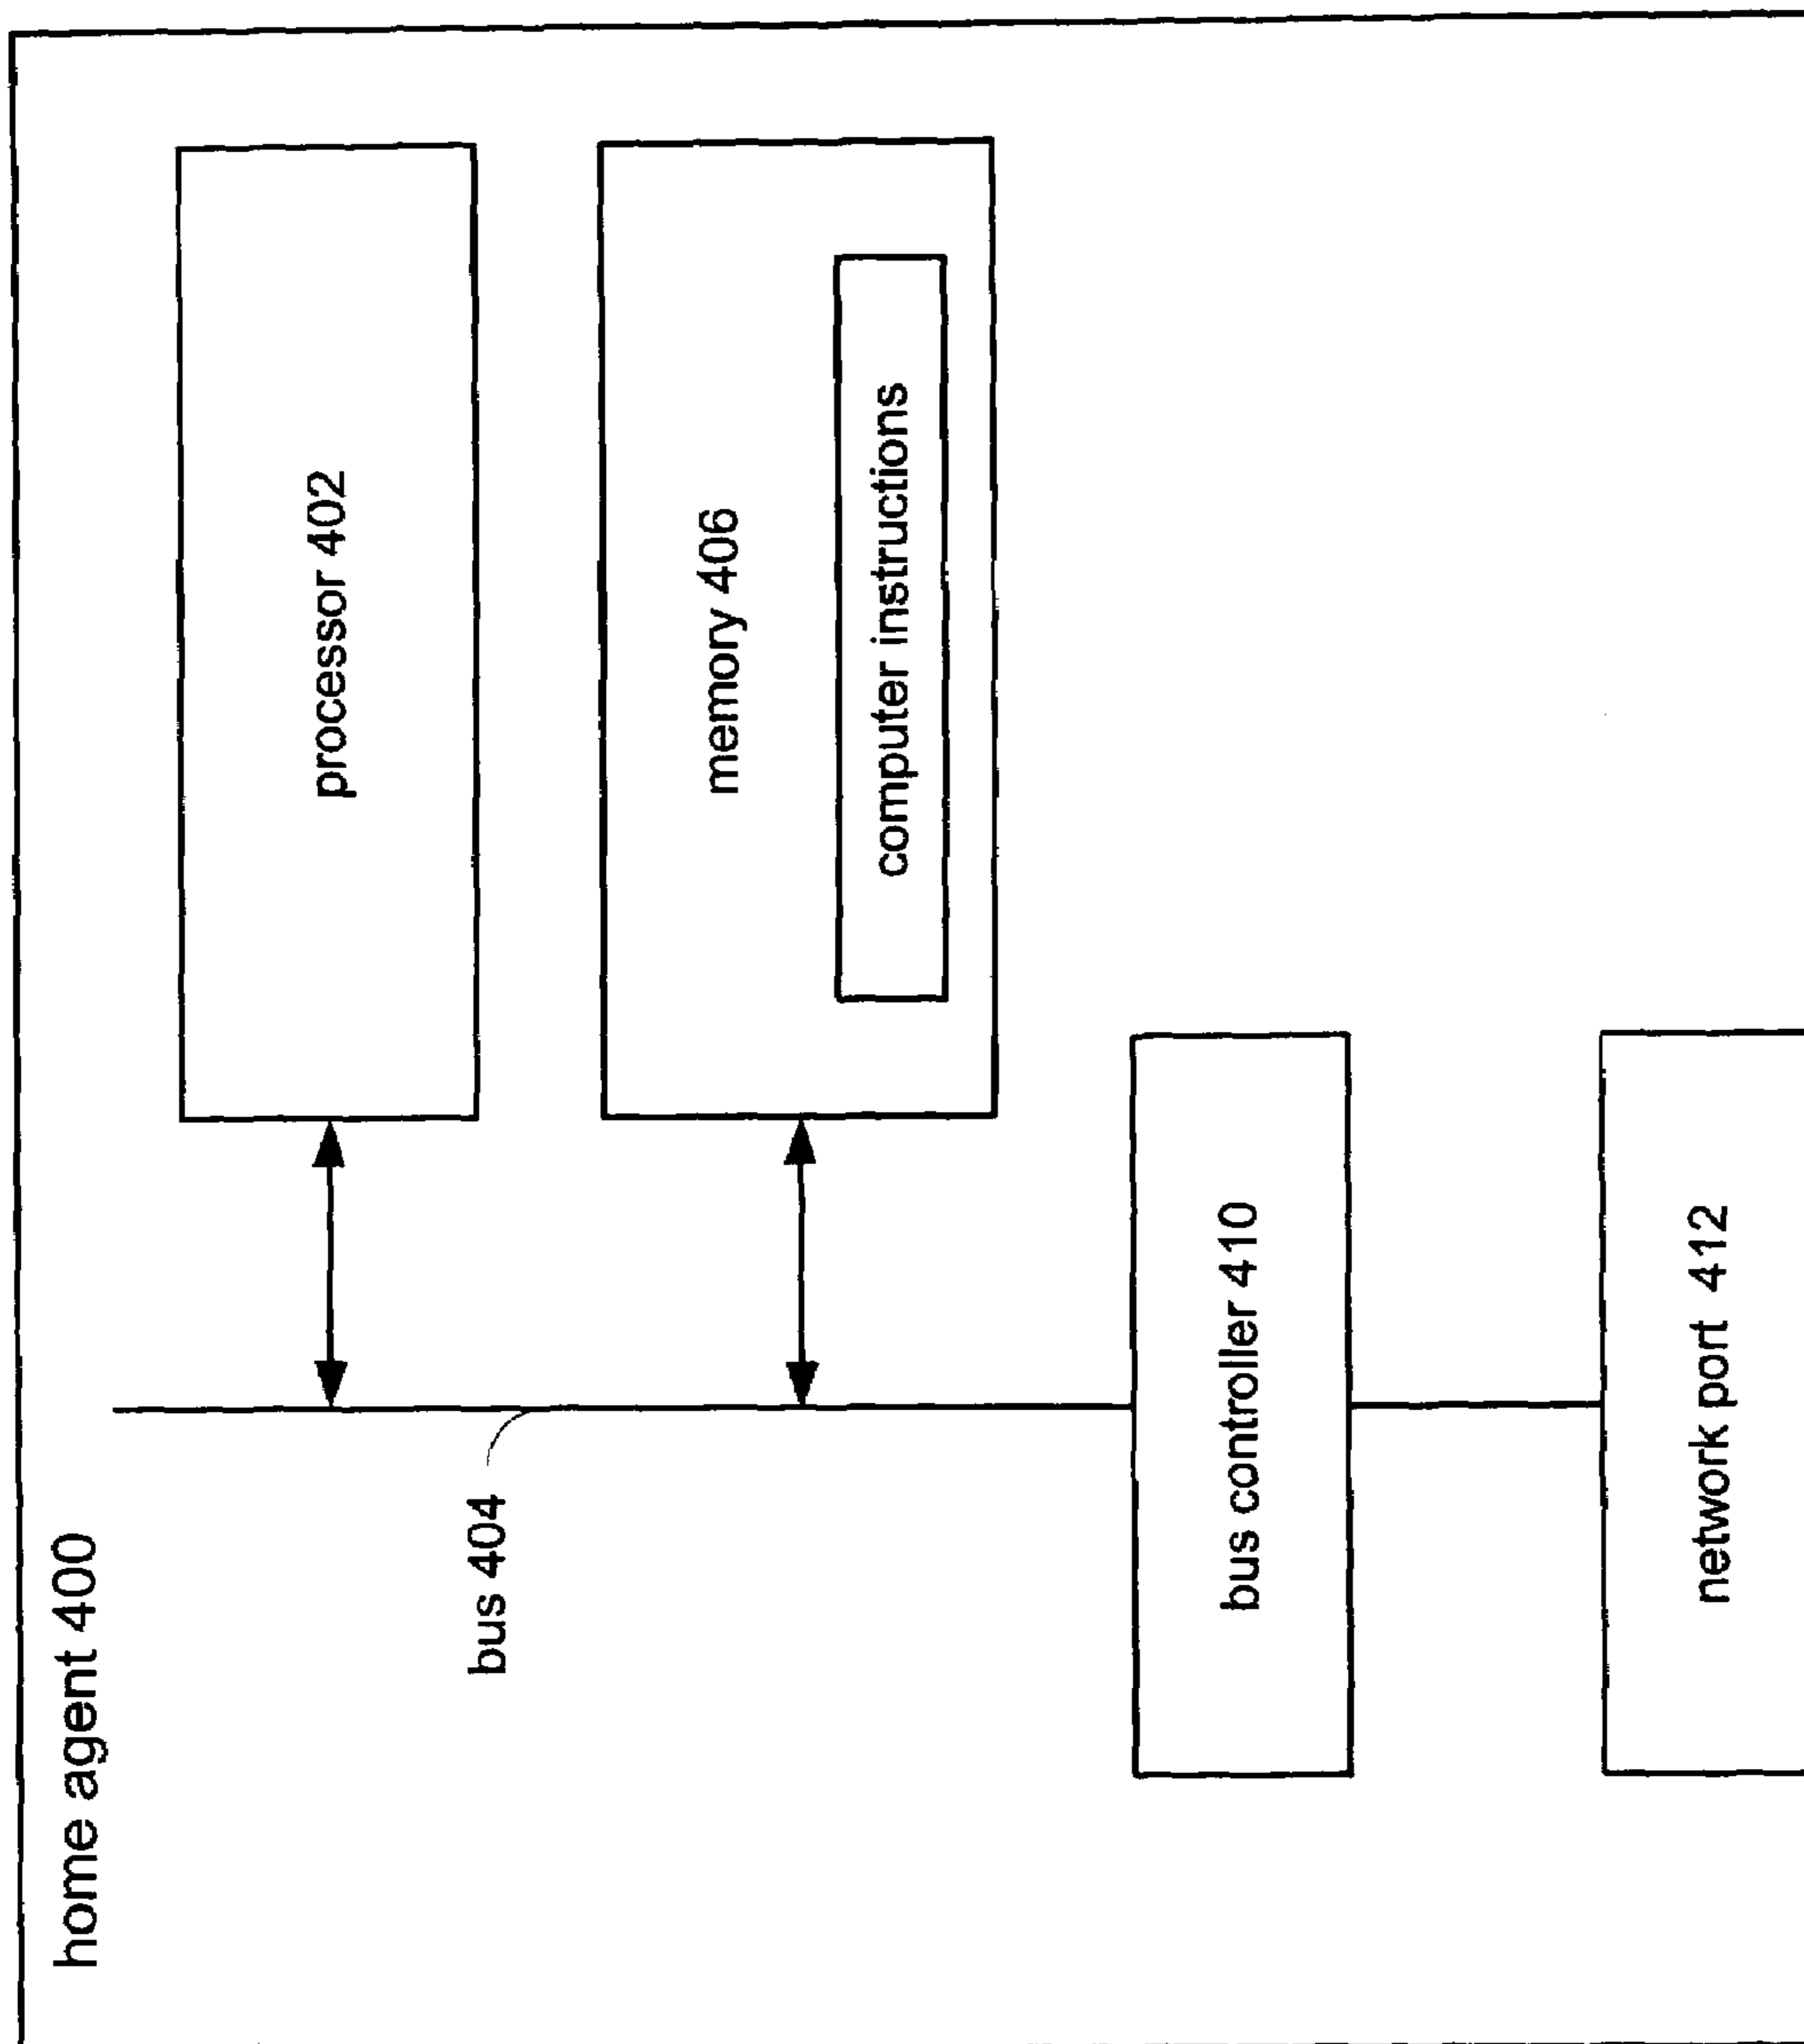 home agent 400
processor 402
bus 404
memory 406
computer instructions
bus controller 410
network port 412